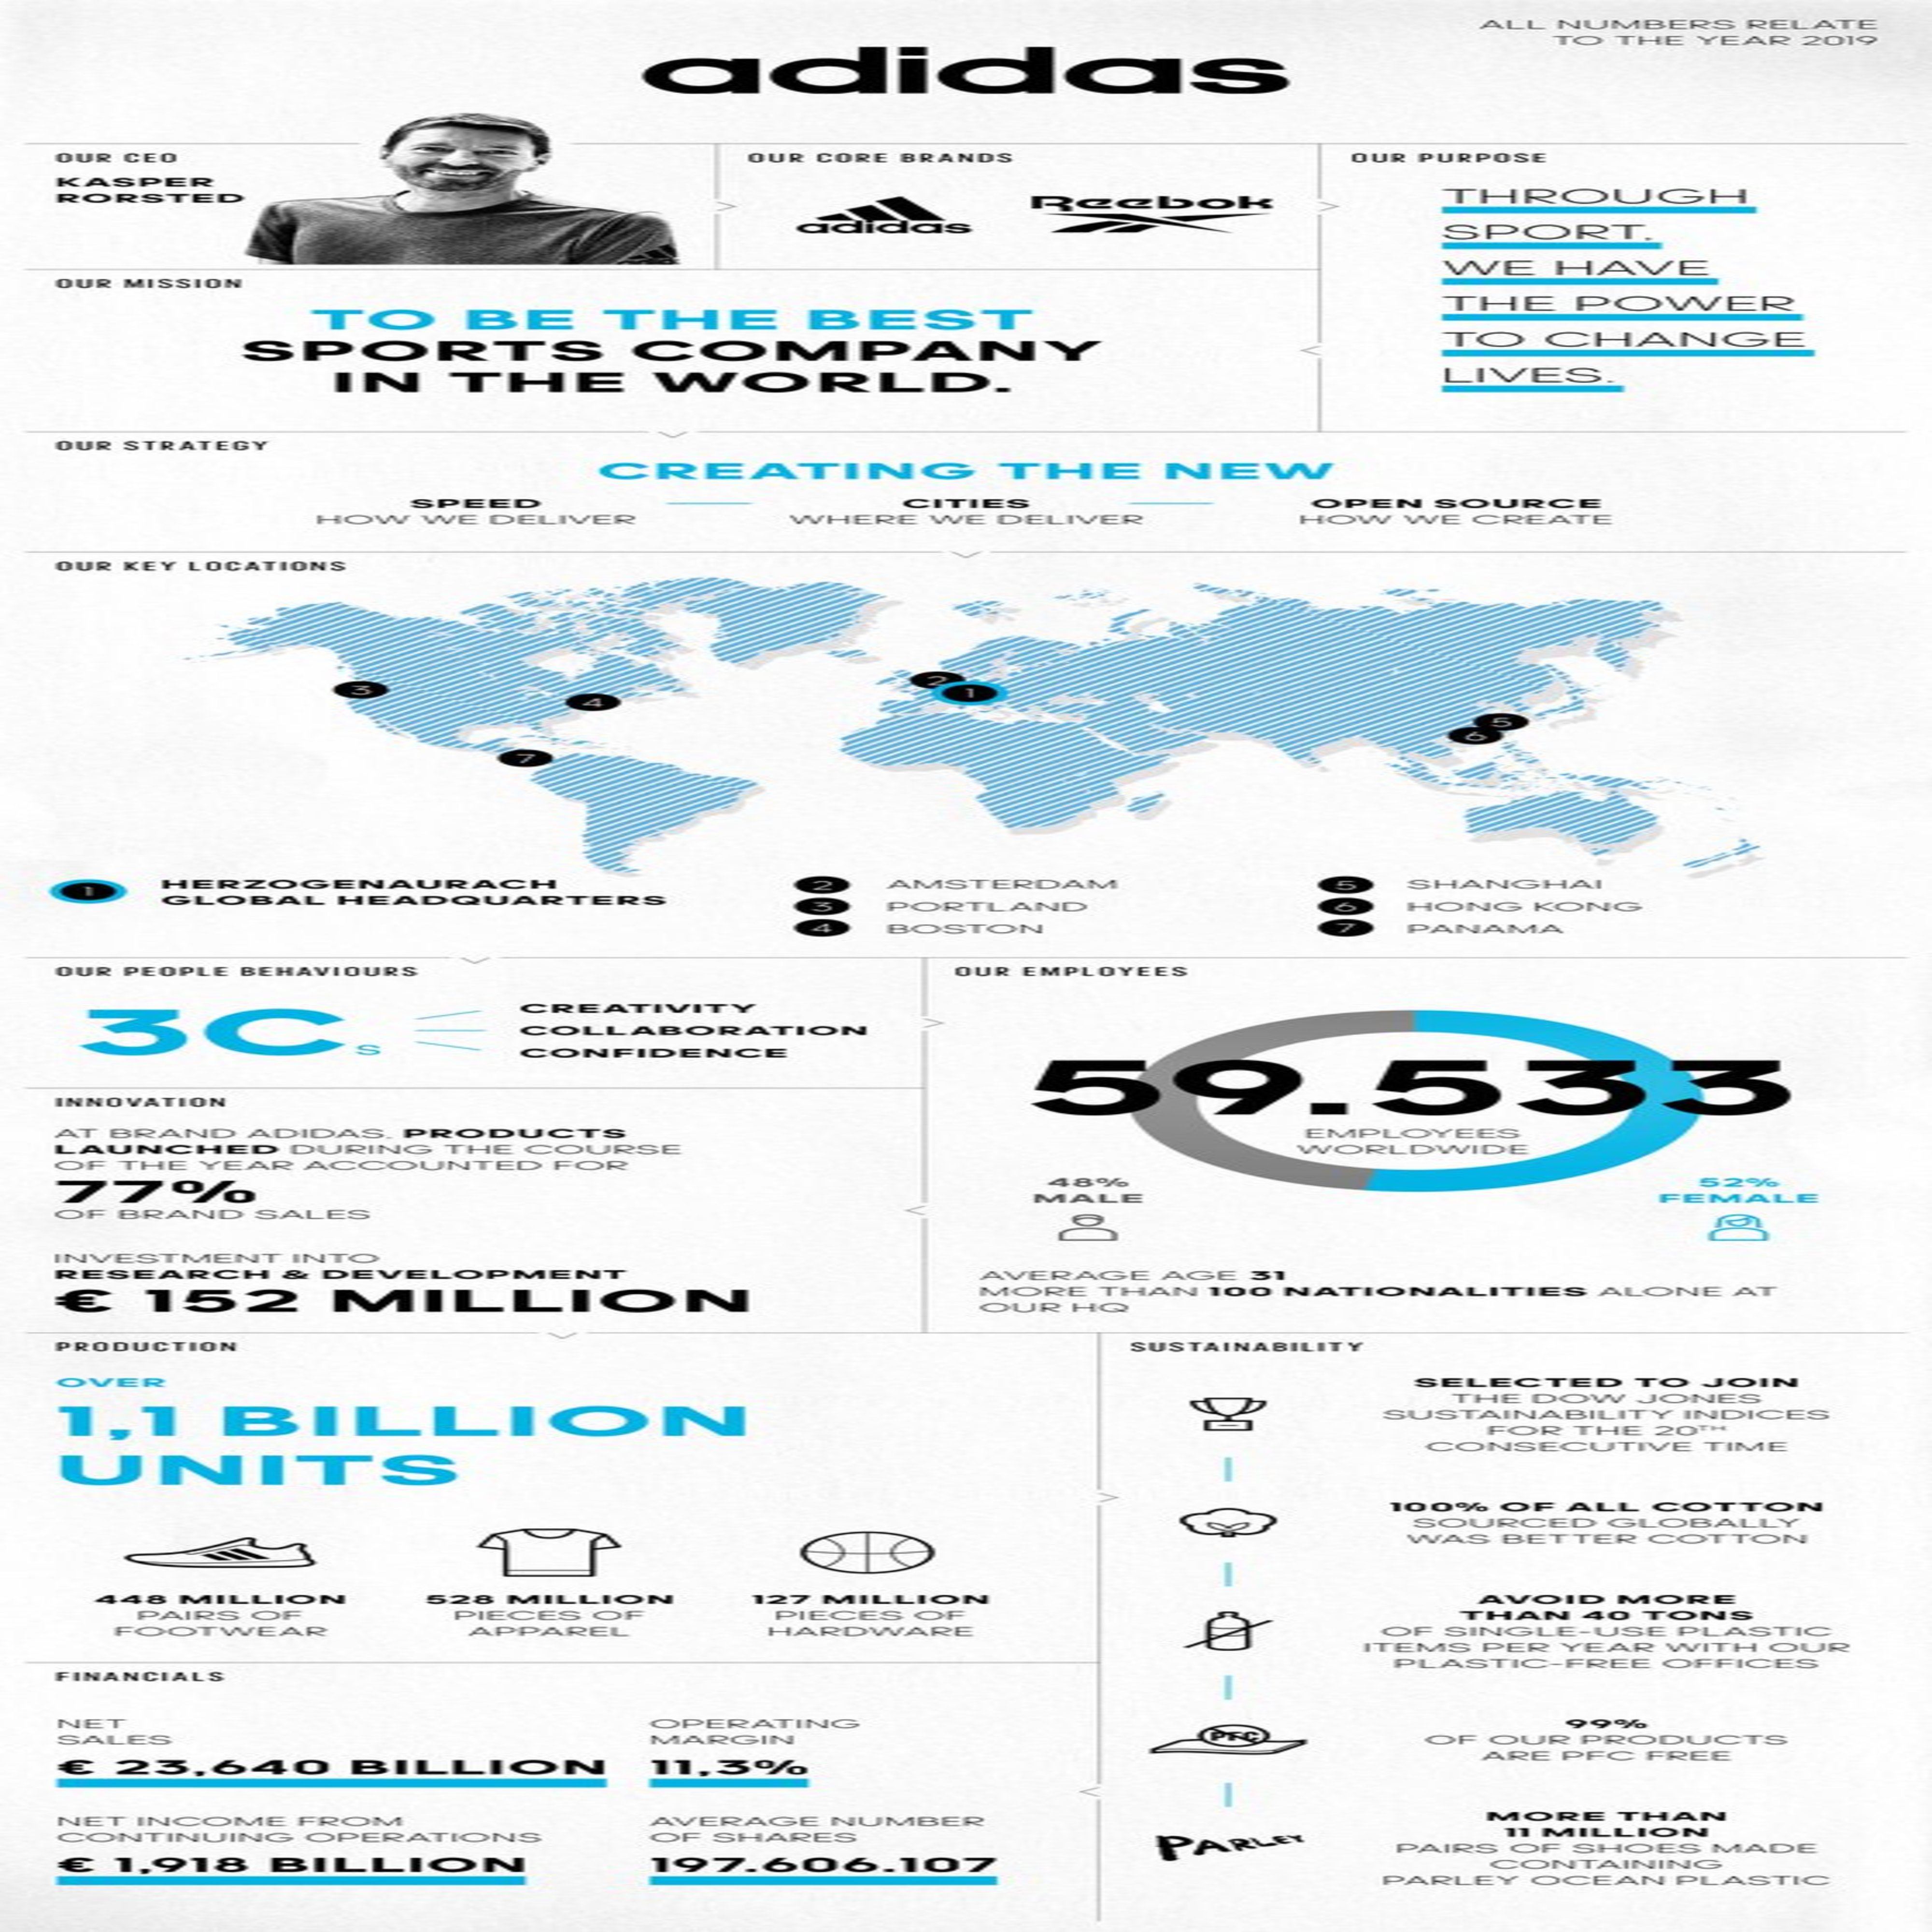 ALL NUMBERS RELATE
TO THE YEAR 2019
adidas
OUR CEO
KASPER
RORSTED
OUR CORE BRANDS
adidas
Reebok
OUR PURPOSE
THROUGH
SPORT,
WE HAVE
THE POWER
TO CHANGE
LIVES.
OUR MISSION
TO BE THE BEST
SPORTS COMPANY
IN THE WORLD.
OUR STRATEGY
CREATING THE NEW
SPEED
HOW WE DELIVER
CITIES
WHERE WE DELIVER
OPEN SOURCE
HOW WE CREATE
OUR KEY LOCATIONS
3
4
7
2
1
5
6
1 HERZOGENAURACH
GLOBAL HEADQUARTERS
2 AMSTERDAM
3 PORTLAND
4 BOSTON
5 SHANGHAI
6 HONG KONG
7 PANAMA
OUR PEOPLE BEHAVIOURS
3Cs
CREATIVITY
COLLABORATION
CONFIDENCE
OUR EMPLOYEES
59.533
EMPLOYEES
WORLDWIDE
48%
MALE
52%
FEMALE
AVERAGE AGE 31
MORE THAN 100 NATIONALITIES ALONE AT
OUR HQ
INNOVATION
AT BRAND ADIDAS, PRODUCTS
LAUNCHED DURING THE COURSE
OF THE YEAR ACCOUNTED FOR
77%
OF BRAND SALES
INVESTMENT INTO
RESEARCH & DEVELOPMENT
€ 152 MILLION
PRODUCTION
OVER
1,1 BILLION
UNITS
448 MILLION
PAIRS OF
FOOTWEAR
528 MILLION
PIECES OF
APPAREL
127 MILLION
PIECES OF
HARDWARE
FINANCIALS
NET
SALES
€ 23,640 BILLION
OPERATING
MARGIN
11,3%
NET INCOME FROM
CONTINUING OPERATIONS
€ 1,918 BILLION
AVERAGE NUMBER
OF SHARES
197.606.107
SUSTAINABILITY
SELECTED TO JOIN
THE DOW JONES
SUSTAINABILITY INDICES
FOR THE 20TH
CONSECUTIVE TIME
100% OF ALL COTTON
SOURCED GLOBALLY
WAS BETTER COTTON
AVOID MORE
THAN 40 TONS
OF SINGLE-USE PLASTIC
ITEMS PER YEAR WITH OUR
PLASTIC-FREE OFFICES
PFC
99%
OF OUR PRODUCTS
ARE PFC FREE
PARLEY
MORE THAN
11 MILLION
PAIRS OF SHOES MADE
CONTAINING
PARLEY OCEAN PLASTIC